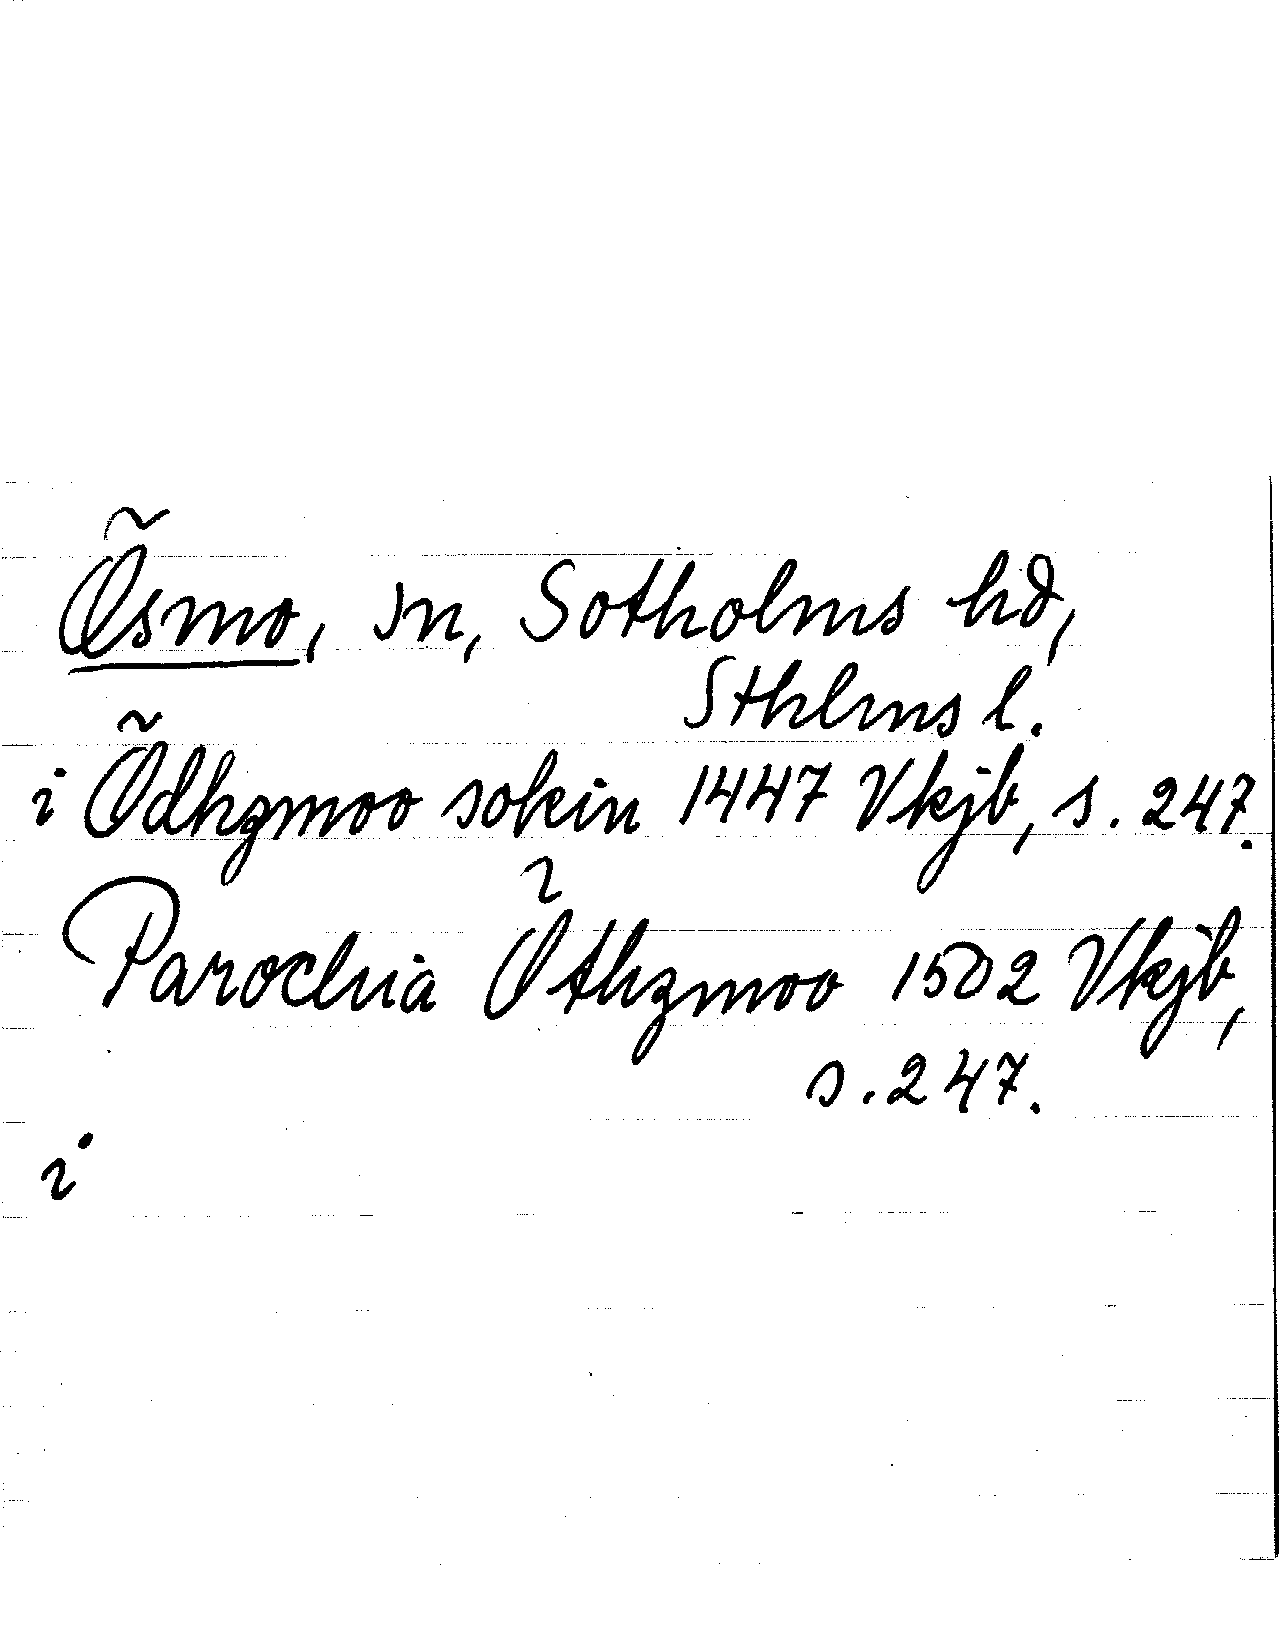 Ösmo, sn, Sotholms hd,
Sthlms l.
i Ödhzmoo sokin 1447 Vkjb, s. 247.
Parochia Öthzmoo 1502 Vkjb,
s. 247.
i